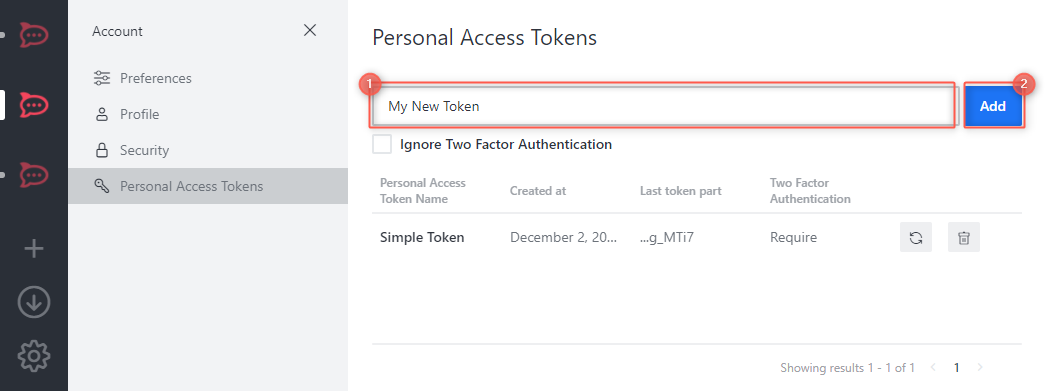 Account
Preferences
Profile
Security
Personal Access Tokens
Personal Access Tokens
1
2
My New Token
Add
Ignore Two Factor Authentication
Personal Access
Token Name
Created at
Last token part
Two Factor
Authentication
Simple Token
December 2, 20...
...g_MTi7
Require
Showing results 1 - 1 of 1
1